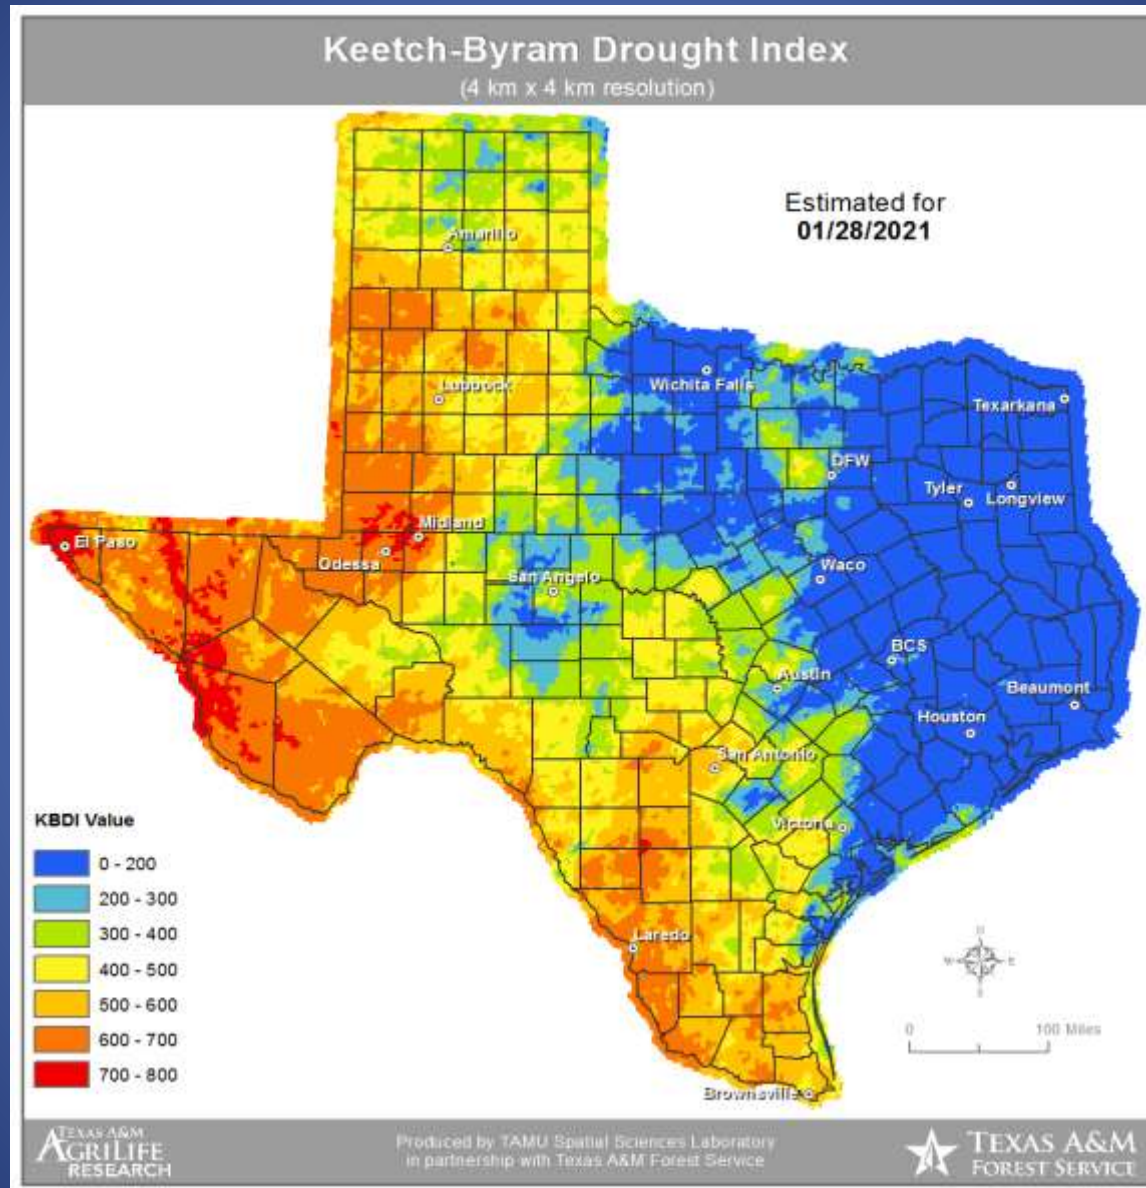 Keetch-Byram Drought Index
(4 km x 4 km resolution)
Estimated for
01/28/2021
Amarillo
Wichita Falls
Lubbock
Texarkana
DFW
Tyler
Longview
Midland
El Paso
Odessa
San Angelo
Waco
BCS
Austin
Beaumont
Houston
San Antonio
Victoria
Laredo
Brownsville
KBDI Value
0 - 200
200 - 300
300 - 400
400 - 500
500 - 600
600 - 700
700 - 800
N
W E
S
0 100 Miles
TEXAS A&M
AGRILIFE
RESEARCH
Produced by TAMU Spatial Sciences Laboratory
in partnership with Texas A&M Forest Service
TEXAS A&M
FOREST SERVICE